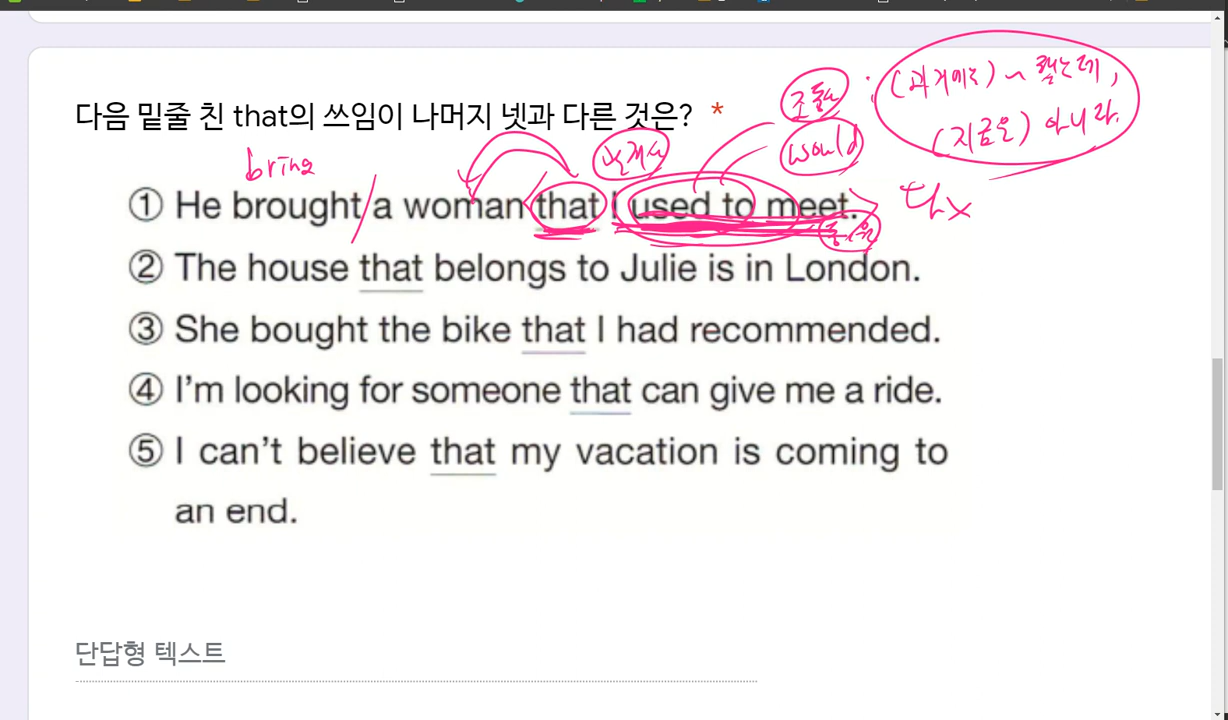 (과거에는) ~ 했는데,
조동사
다음 밑줄 친 that의 쓰임이 나머지 넷과 다른 것은? *
(지금은) 아니라.
would
bring
관계사
① He brought a woman that I used to meet.
② The house that belongs to Julie is in London.
③ She bought the bike that I had recommended.
④ I'm looking for someone that can give me a ride.
⑤ I can't believe that my vacation is coming to
an end.
단답형 텍스트